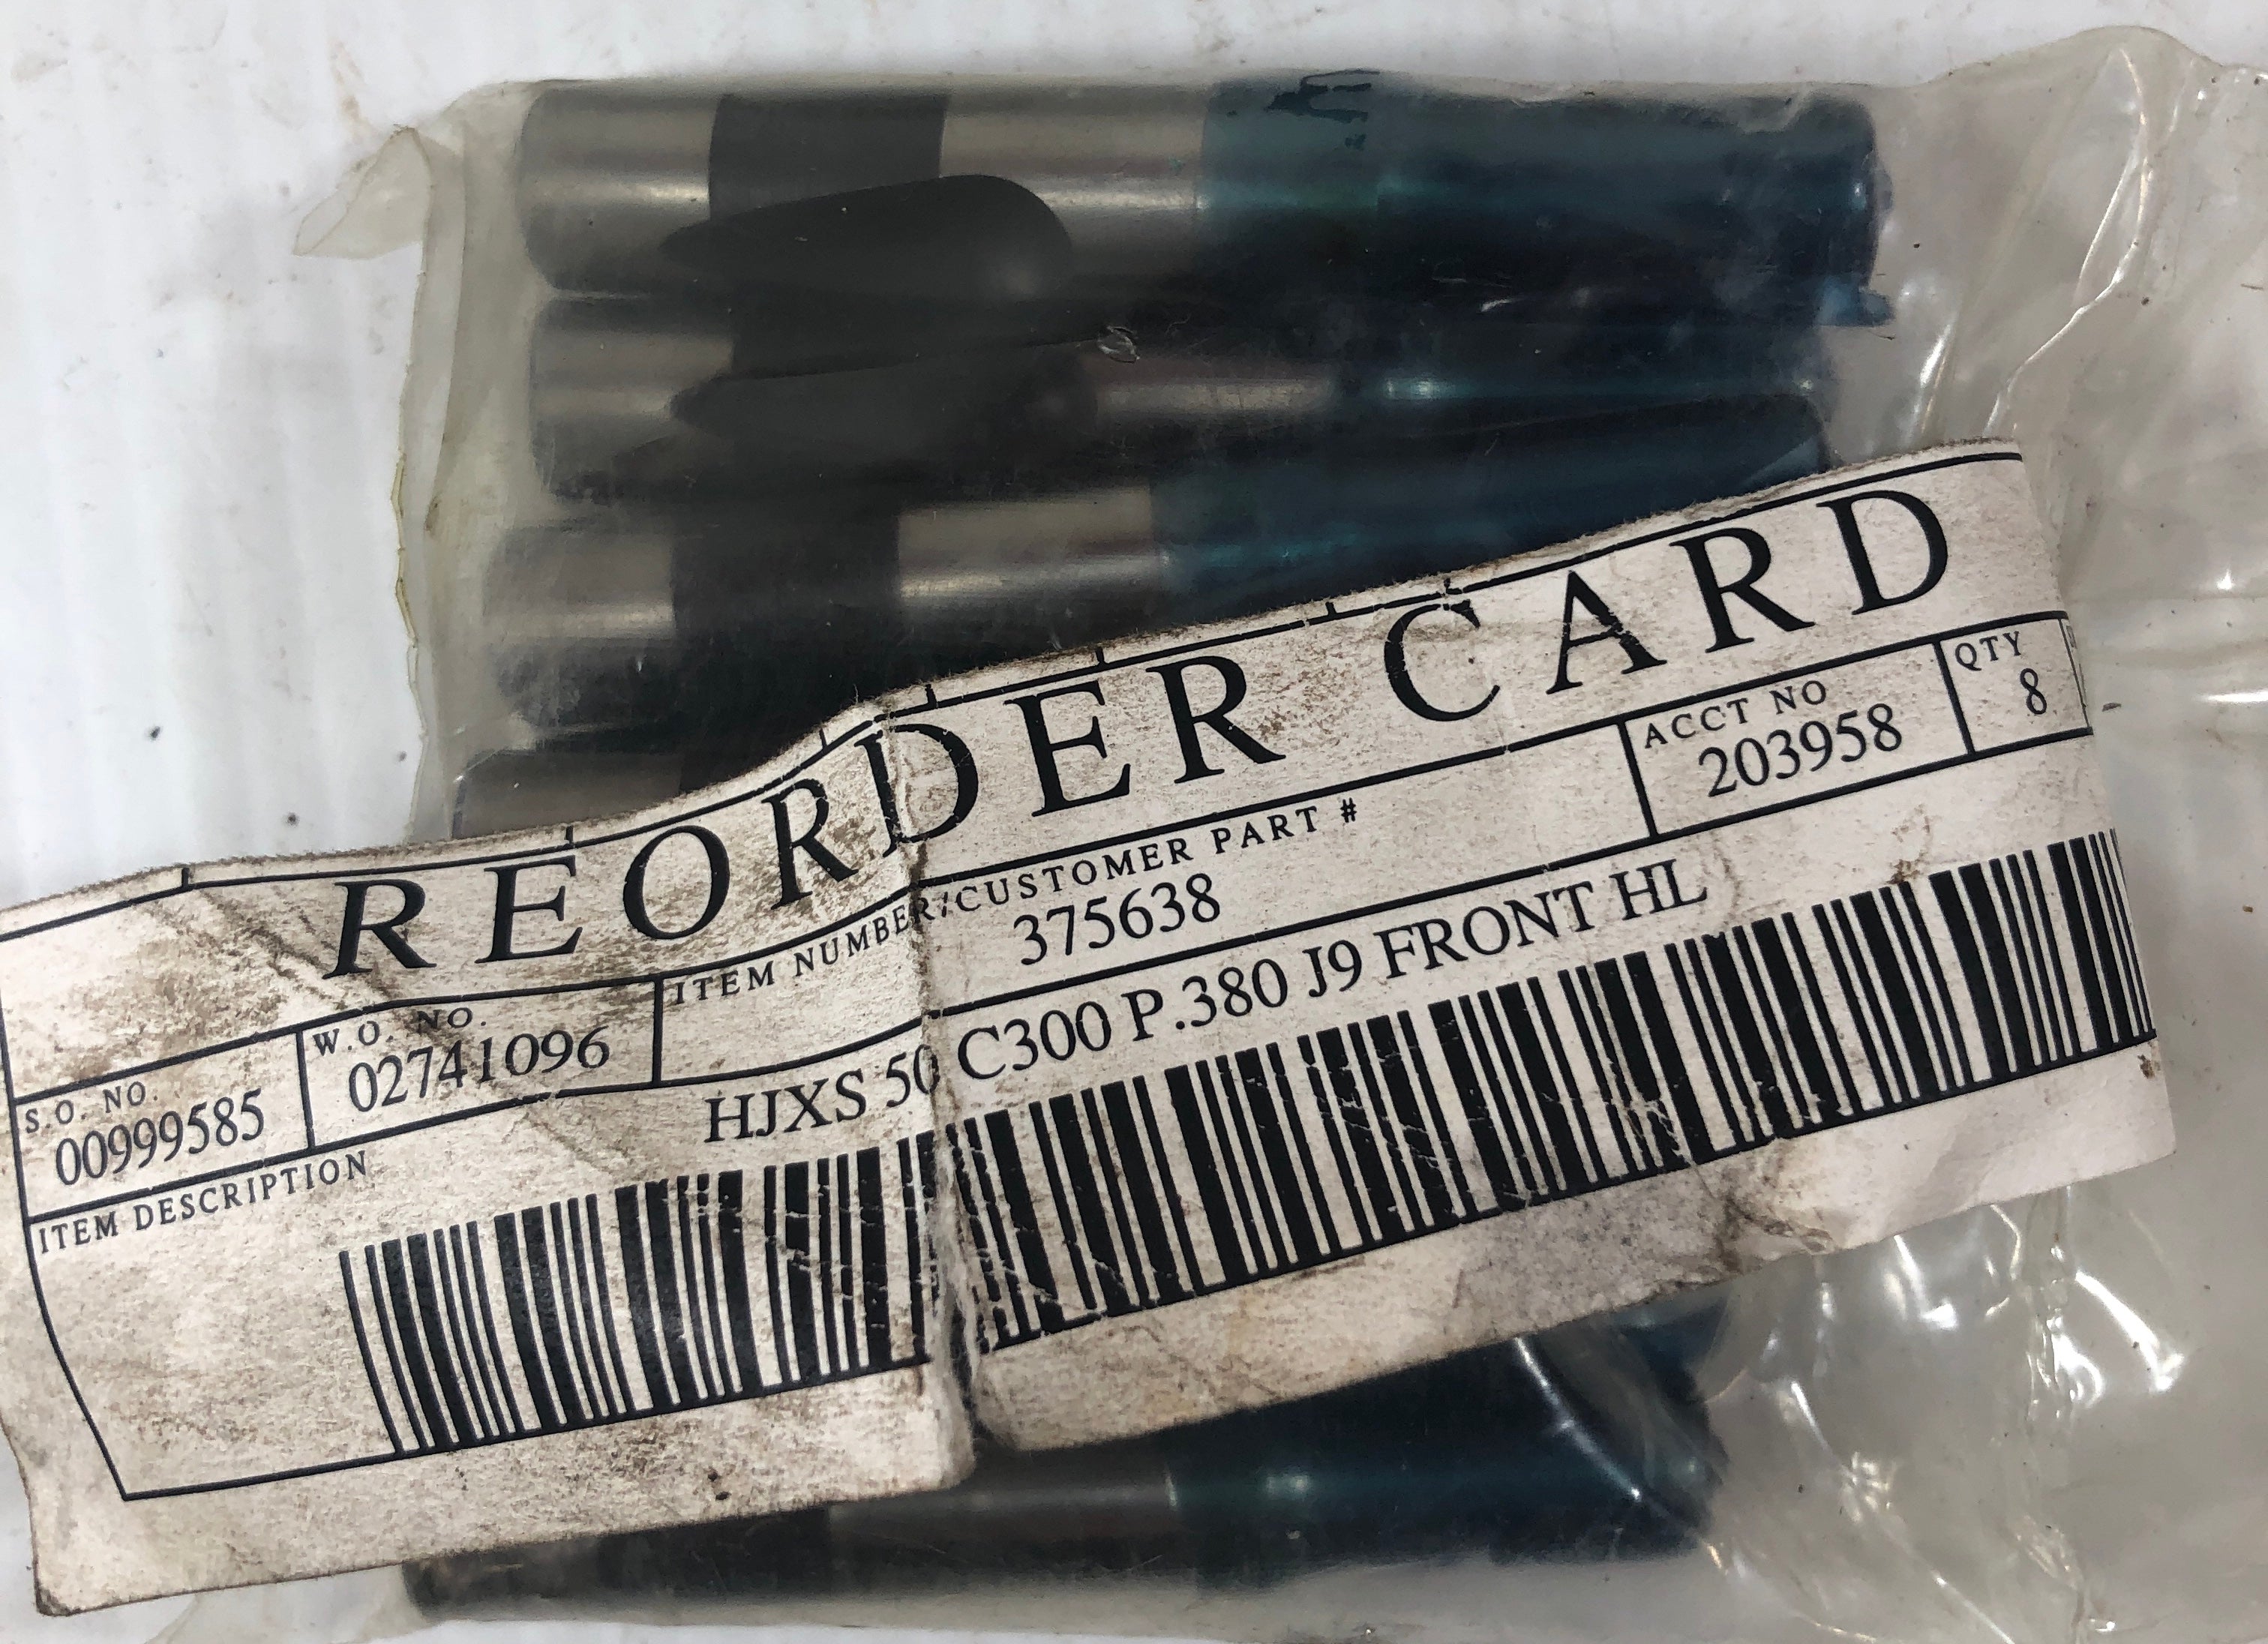 REORDER CARD
S.O. NO.
00999585
W.O. NO.
02741096
ITEM NUMBER/CUSTOMER PART #
375638
ACCT NO
203958
QTY
8
ITEM DESCRIPTION
HJXS 50 C300 P.380 J9 FRONT HL